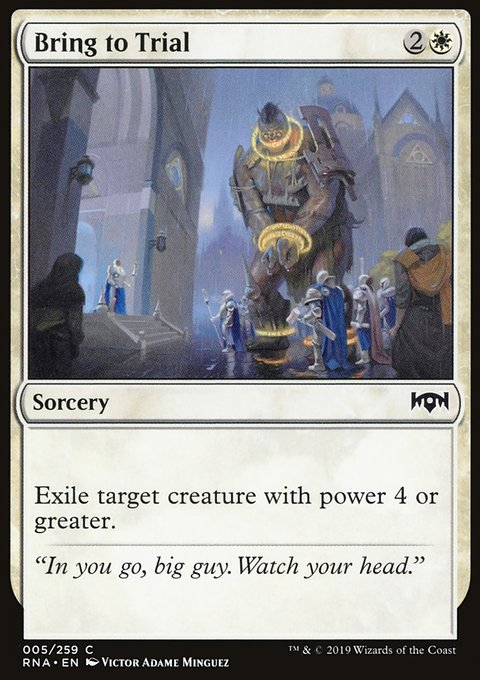 Bring to Trial 2
Sorcery
Exile target creature with power 4 or
greater.
“In you go, big guy. Watch your head.”
005/259 C
RNA • EN Victor Adame Minguez ™ & © 2019 Wizards of the Coast